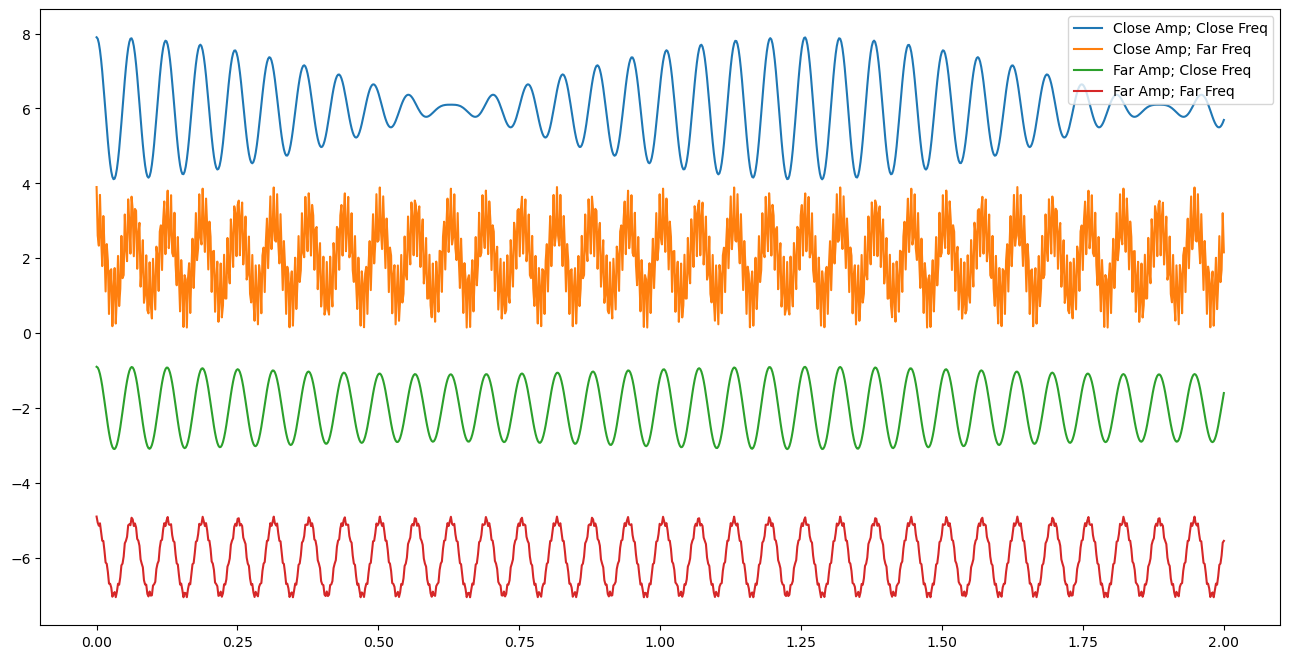 8
6
4
2
0
−2
−4
−6
Close Amp; Close Freq
Close Amp; Far Freq
Far Amp; Close Freq
Far Amp; Far Freq
0.00 0.25 0.50 0.75 1.00 1.25 1.50 1.75 2.00